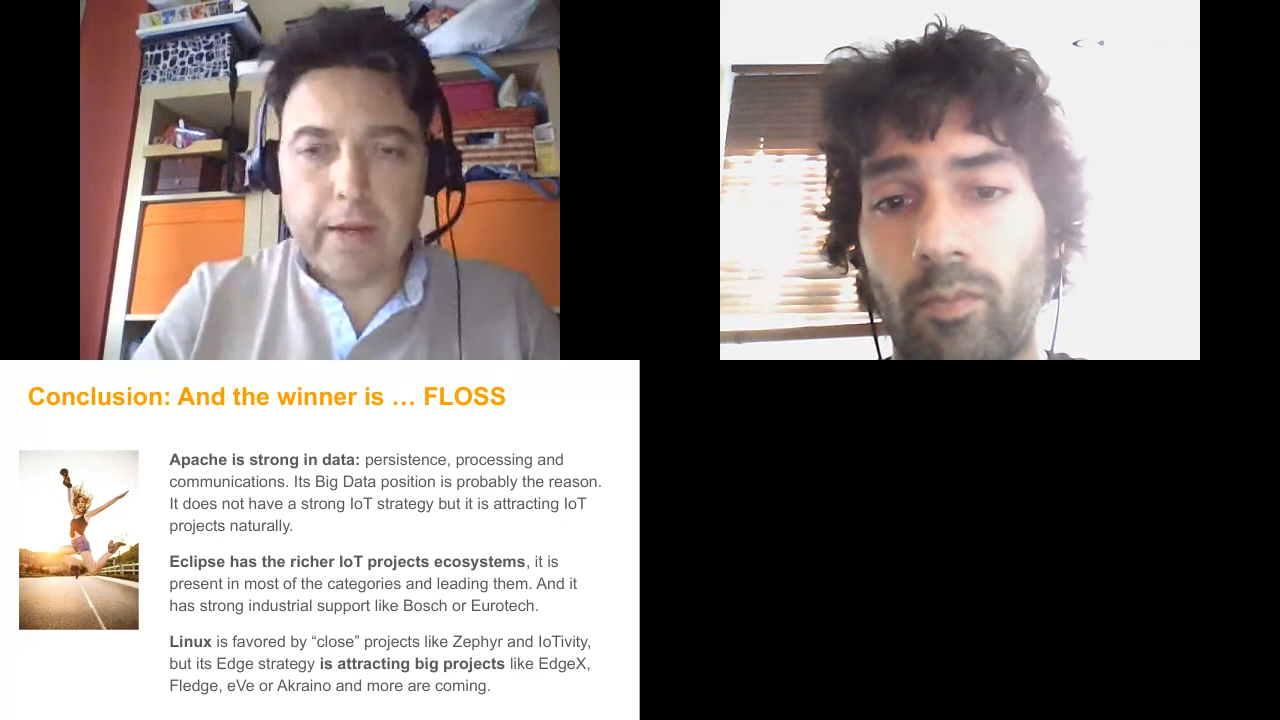 Conclusion: And the winner is … FLOSS
Apache is strong in data: persistence, processing and
communications. Its Big Data position is probably the reason.
It does not have a strong IoT strategy but it is attracting IoT
projects naturally.
Eclipse has the richer IoT projects ecosystems, it is
present in most of the categories and leading them. And it
has strong industrial support like Bosch or Eurotech.
Linux is favored by “close” projects like Zephyr and IoTivity,
but its Edge strategy is attracting big projects like EdgeX,
Fledge, eVe or Akraino and more are coming.